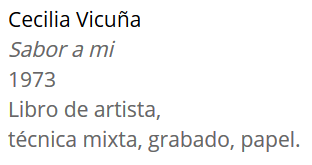 Cecilia Vicuña
Sabor a mi
1973
Libro de artista,
técnica mixta, grabado, papel.